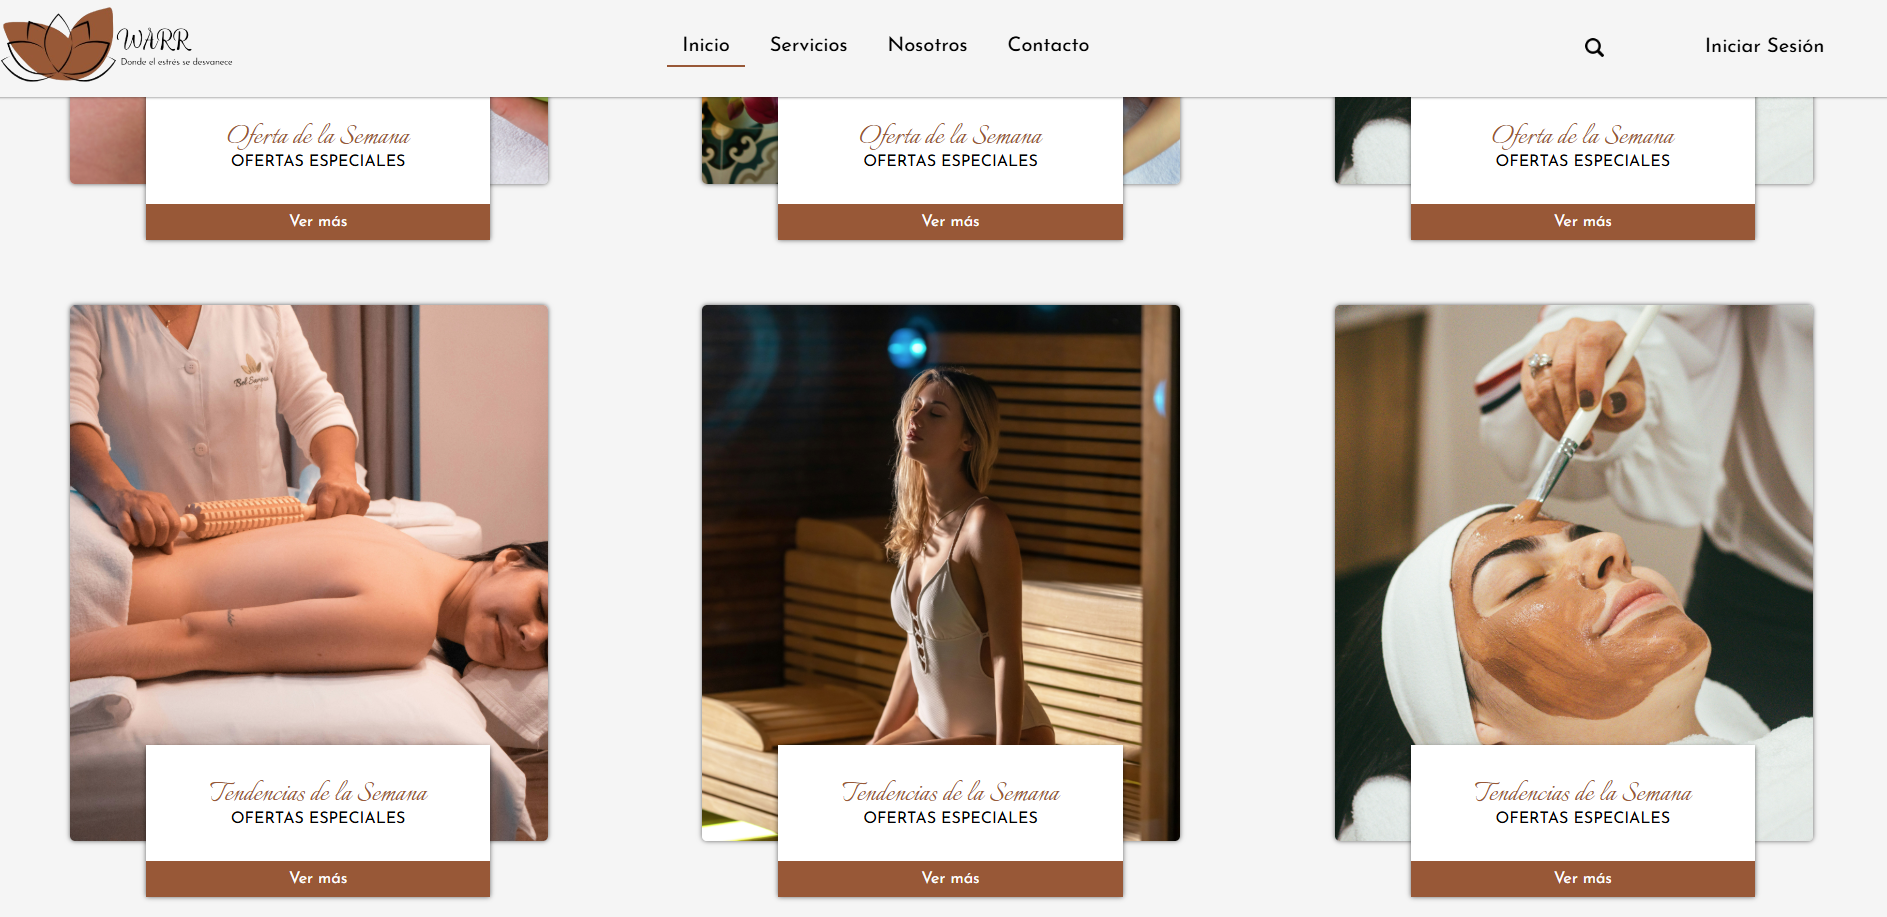 WARR
Donde el estrés se desvanece
Inicio Servicios Nosotros Contacto
Iniciar Sesión
Oferta de la Semana
OFERTAS ESPECIALES
Ver más
Oferta de la Semana
OFERTAS ESPECIALES
Ver más
Oferta de la Semana
OFERTAS ESPECIALES
Ver más
Tendencias de la Semana
OFERTAS ESPECIALES
Ver más
Tendencias de la Semana
OFERTAS ESPECIALES
Ver más
Tendencias de la Semana
OFERTAS ESPECIALES
Ver más